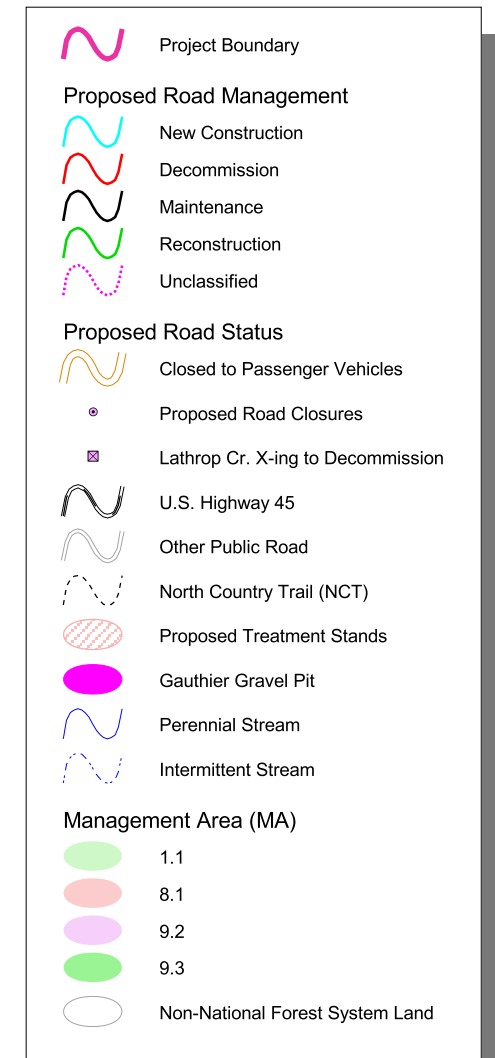 Project Boundary
Proposed Road Management
New Construction
Decommission
Maintenance
Reconstruction
Unclassified
Proposed Road Status
Closed to Passenger Vehicles
Proposed Road Closures
Lathrop Cr. X-ing to Decommission
U.S. Highway 45
Other Public Road
North Country Trail (NCT)
Proposed Treatment Stands
Gauthier Gravel Pit
Perennial Stream
Intermittent Stream
Management Area (MA)
1.1
8.1
9.2
9.3
Non-National Forest System Land